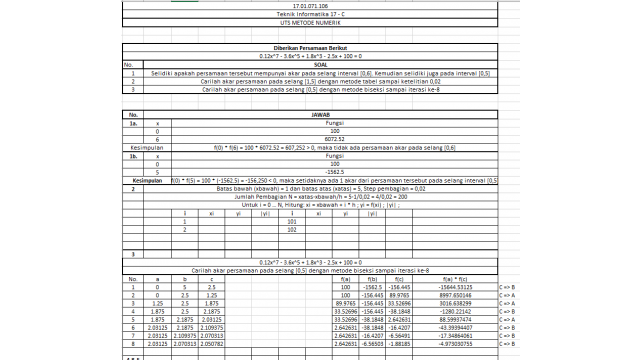 17.01.071.106
Teknik Informatika 17 - C
UTS METODE NUMERIK
Diberikan Persamaan Berikut
0.12x^7 - 3.6x^5 + 1.8x^3 - 2.5x + 100 = 0
No. SOAL
1 Selidiki apakah persamaan tersebut mempunyai akar pada selang interval [0,6]. Kemudian selidiki juga pada interval [0,5]
2 Carilah akar persamaan pada selang [1,5] dengan metode tabel sampai ketelitian 0,02
3 Carilah akar persamaan pada selang [0,5] dengan metode biseksi sampai iterasi ke-8
No. JAWAB
1a. x Fungsi
0 100
6 6072.52
Kesimpulan f(0) * f(6) = 100 * 6072.52 = 607,252 > 0, maka tidak ada persamaan akar pada selang [0,6]
1b. x Fungsi
0 100
5 -1562.5
Kesimpulan f(0) * f(5) = 100 * (-1562.5) = -156,250 < 0, maka setidaknya ada 1 akar dari persamaan tersebut pada selang interval [0,5
2 Batas bawah (xbawah) = 1 dan batas atas (xatas) = 5, Step pembagian = 0,02
Jumlah Pembagian N = xatas-xbawah/h = 5-1/0,02 = 4/0,02 = 200
Untuk i = 0 .. N, Hitung: xi = xbawah + i * h ; yi = f(xi) ; |yi| ;
i xi yi |yi| i xi yi |yi|
1 101
2 102
3
0.12x^7 - 3.6x^5 + 1.8x^3 - 2.5x + 100 = 0
Carilah akar persamaan pada selang [0,5] dengan metode biseksi sampai iterasi ke-8
No. a b c f(a) f(b) f(c) f(a) * f(c)
1 0 5 2.5 100 -1562.5 -156.445 -15644.53125 C => B
2 0 2.5 1.25 100 -156.445 89.9765 8997.650146 C => A
3 1.25 2.5 1.875 89.9765 -156.445 33.52696 3016.638299 C => A
4 1.875 2.5 2.1875 33.52696 -156.445 -38.1848 -1280.22142 C => B
5 1.875 2.1875 2.03125 33.52696 -38.1848 2.642631 88.59937474 C => A
6 2.03125 2.1875 2.109375 2.642631 -38.1848 -16.4207 -43.39394407 C => B
7 2.03125 2.109375 2.070313 2.642631 -16.4207 -6.56491 -17.34864061 C => B
8 2.03125 2.070313 2.050782 2.642631 -6.56503 -1.88185 -4.973030755 C => B